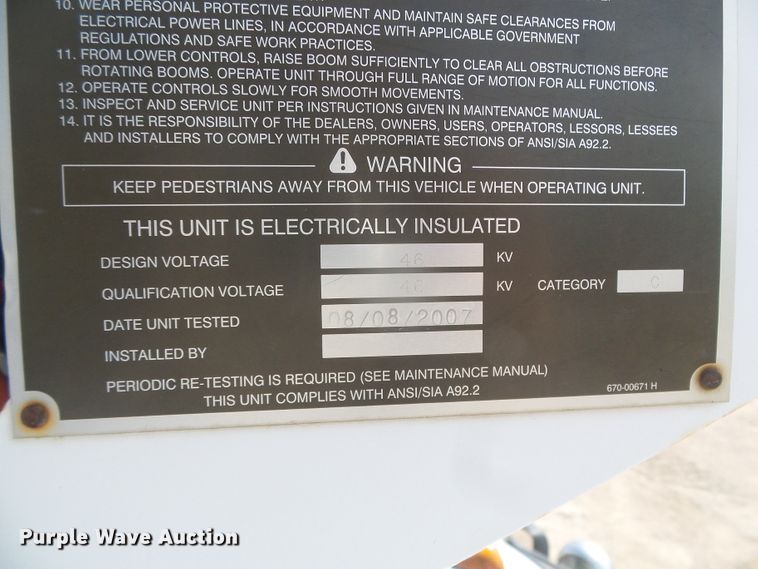 10. WEAR PERSONAL PROTECTIVE EQUIPMENT AND MAINTAIN SAFE CLEARANCES FROM
ELECTRICAL POWER LINES, IN ACCORDANCE WITH APPLICABLE GOVERNMENT
REGULATIONS AND SAFE WORK PRACTICES.
11. FROM LOWER CONTROLS, RAISE BOOM SUFFICIENTLY TO CLEAR ALL OBSTRUCTIONS BEFORE
ROTATING BOOMS. OPERATE UNIT THROUGH FULL RANGE OF MOTION FOR ALL FUNCTIONS.
12. OPERATE CONTROLS SLOWLY FOR SMOOTH MOVEMENTS.
13. INSPECT AND SERVICE UNIT PER INSTRUCTIONS GIVEN IN MAINTENANCE MANUAL.
14. IT IS THE RESPONSIBILITY OF THE DEALERS, OWNERS, USERS, OPERATORS, LESSORS, LESSEES
AND INSTALLERS TO COMPLY WITH THE APPROPRIATE SECTIONS OF ANSI/SIA A92.2.
WARNING
KEEP PEDESTRIANS AWAY FROM THIS VEHICLE WHEN OPERATING UNIT.
THIS UNIT IS ELECTRICALLY INSULATED
DESIGN VOLTAGE 46 KV
QUALIFICATION VOLTAGE 46 KV CATEGORY C
DATE UNIT TESTED 08/08/2007
INSTALLED BY
PERIODIC RE-TESTING IS REQUIRED (SEE MAINTENANCE MANUAL)
THIS UNIT COMPLIES WITH ANSI/SIA A92.2
670-00671 H
Purple Wave Auction